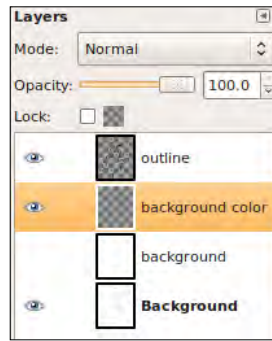 Layers
Mode: Normal
Opacity: 100.0
Lock:
outline
background color
background
Background